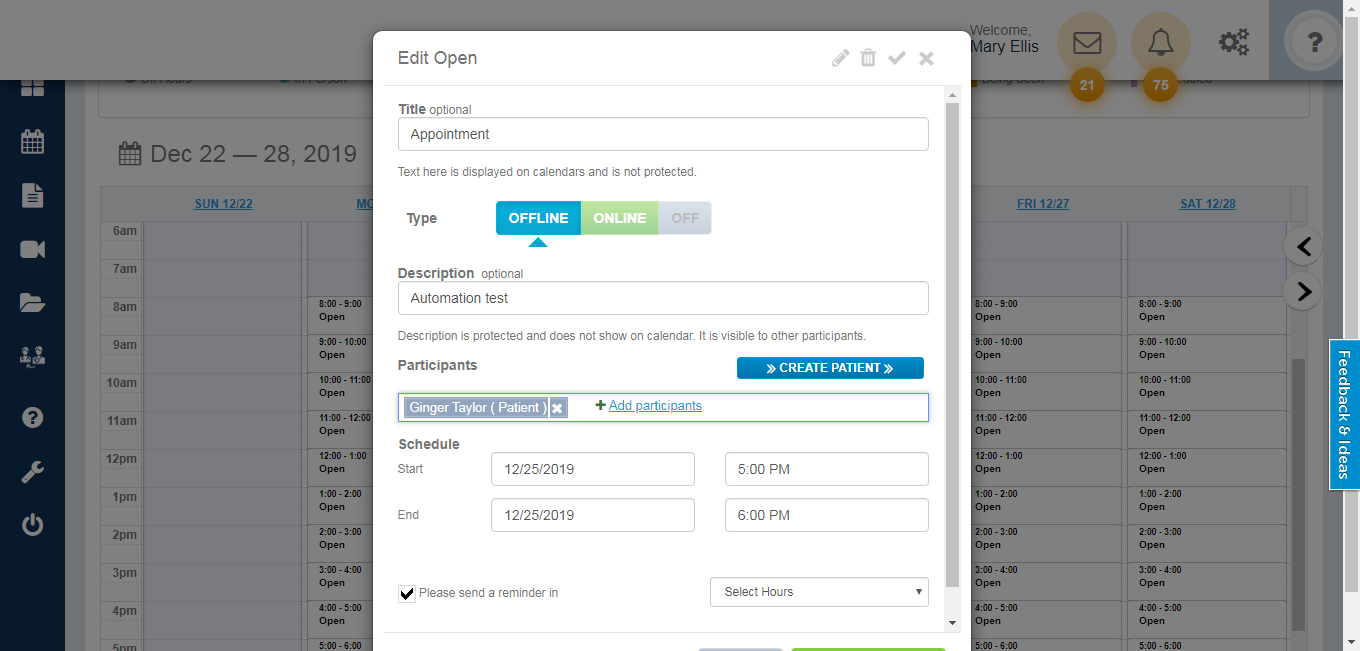 Welcome,
Mary Ellis
?
21
75
Edit Open
Title optional
Appointment
Text here is displayed on calendars and is not protected.
Type
OFFLINE
ONLINE
OFF
Description optional
Automation test
Description is protected and does not show on calendar. It is visible to other participants.
Participants
CREATE PATIENT
Ginger Taylor ( Patient )
Add participants
Schedule
Start
12/25/2019
5:00 PM
End
12/25/2019
6:00 PM
Please send a reminder in
Select Hours
Dec 22 — 28, 2019
SUN 12/22
MO
FRI 12/27
SAT 12/28
6am
7am
8am
9am
10am
11am
12pm
1pm
2pm
3pm
4pm
5pm
8:00 - 9:00
Open
9:00 - 10:00
Open
10:00 - 11:00
Open
11:00 - 12:00
Open
12:00 - 1:00
Open
1:00 - 2:00
Open
2:00 - 3:00
Open
3:00 - 4:00
Open
4:00 - 5:00
Open
5:00 - 6:00
8:00 - 9:00
Open
9:00 - 10:00
Open
10:00 - 11:00
Open
11:00 - 12:00
Open
12:00 - 1:00
Open
1:00 - 2:00
Open
2:00 - 3:00
Open
3:00 - 4:00
Open
4:00 - 5:00
Open
5:00 - 6:00
8:00 - 9:00
Open
9:00 - 10:00
Open
10:00 - 11:00
Open
11:00 - 12:00
Open
12:00 - 1:00
Open
1:00 - 2:00
Open
2:00 - 3:00
Open
3:00 - 4:00
Open
4:00 - 5:00
Open
5:00 - 6:00
Feedback & Ideas